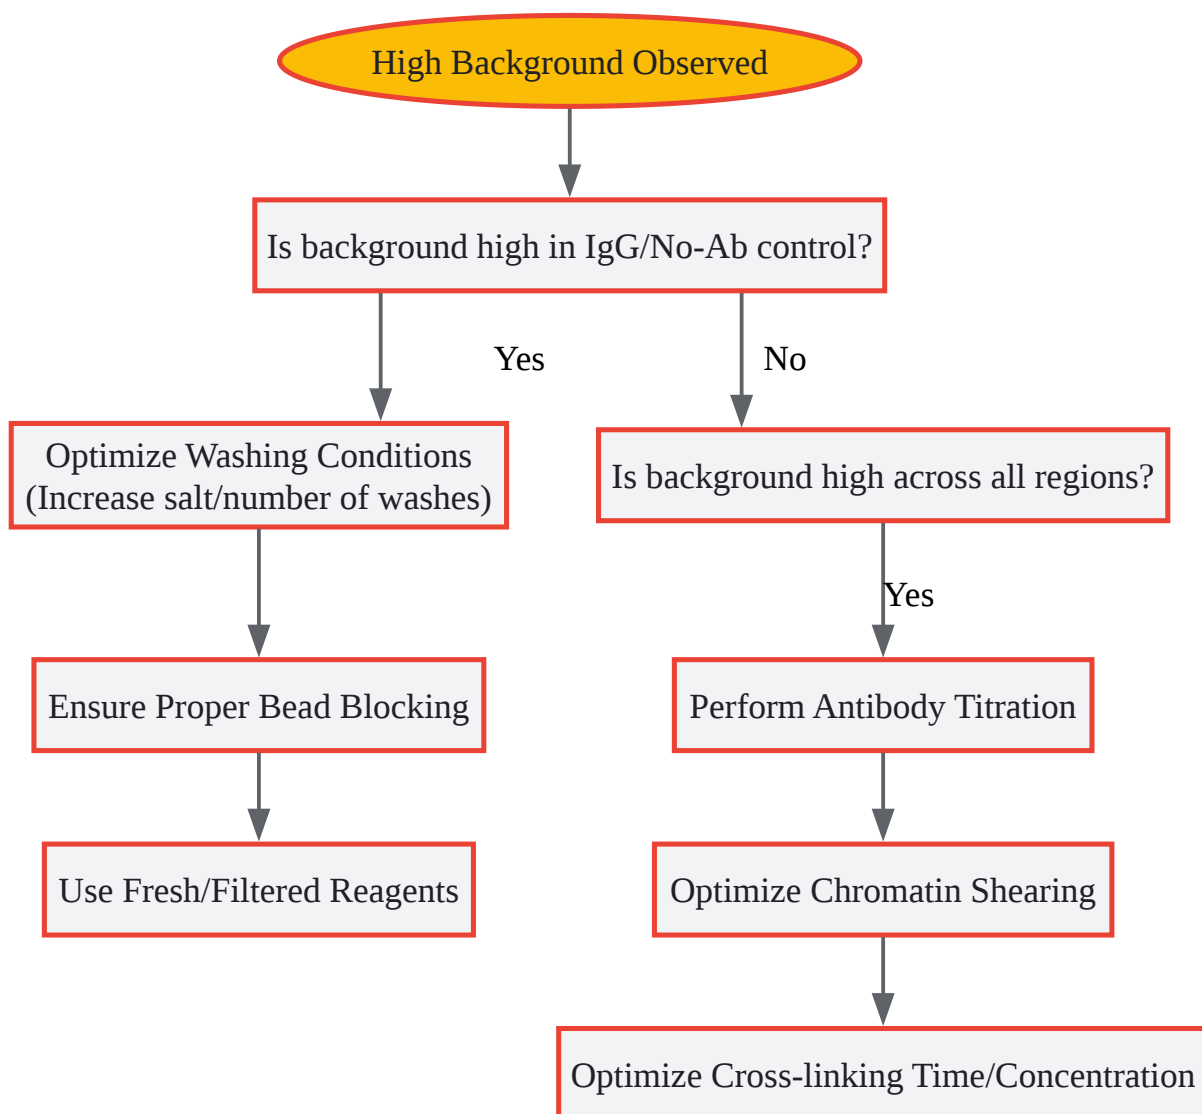 High Background Observed
Is background high in IgG/No-Ab control?
Yes
No
Optimize Washing Conditions
(Increase salt/number of washes)
Is background high across all regions?
Yes
Ensure Proper Bead Blocking
Perform Antibody Titration
Use Fresh/Filtered Reagents
Optimize Chromatin Shearing
Optimize Cross-linking Time/Concentration